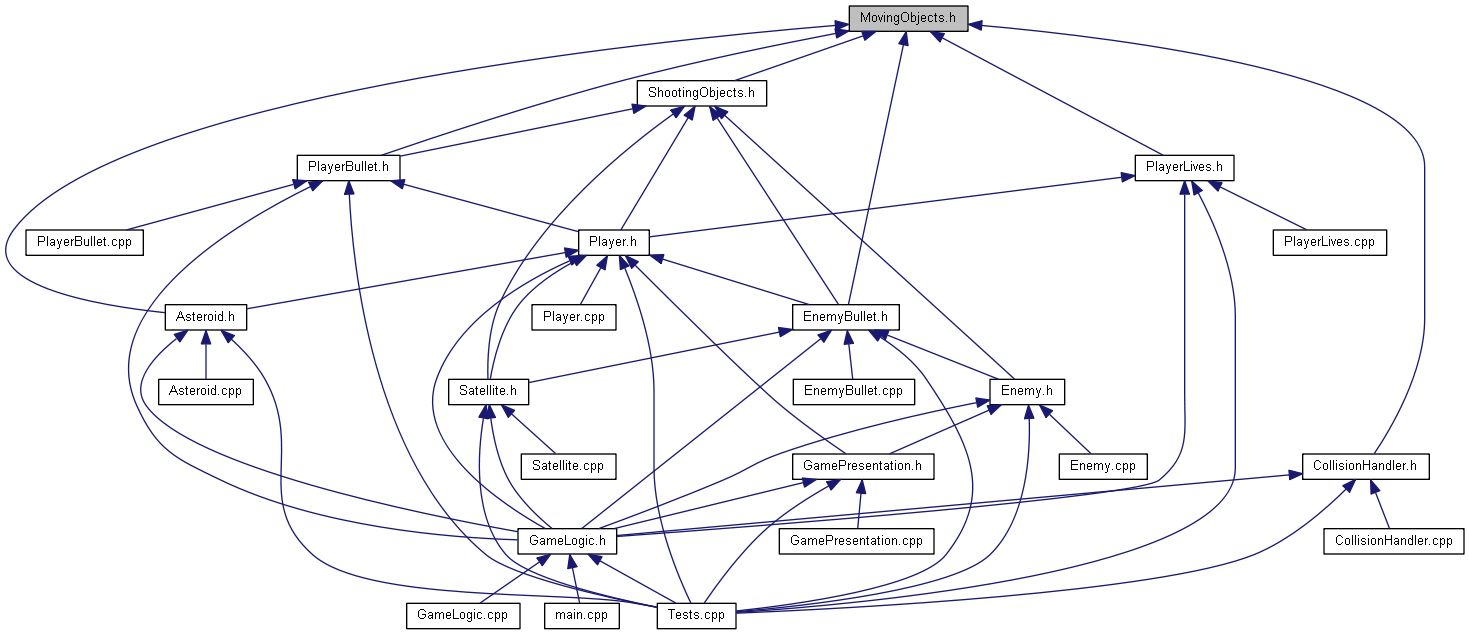 MovingObjects.h
ShootingObjects.h
PlayerBullet.h
PlayerLives.h
PlayerBullet.cpp
Player.h
PlayerLives.cpp
Asteroid.h
Player.cpp
EnemyBullet.h
Asteroid.cpp
Satellite.h
EnemyBullet.cpp
Enemy.h
Satellite.cpp
GamePresentation.h
Enemy.cpp
CollisionHandler.h
GameLogic.h
GamePresentation.cpp
CollisionHandler.cpp
GameLogic.cpp
main.cpp
Tests.cpp